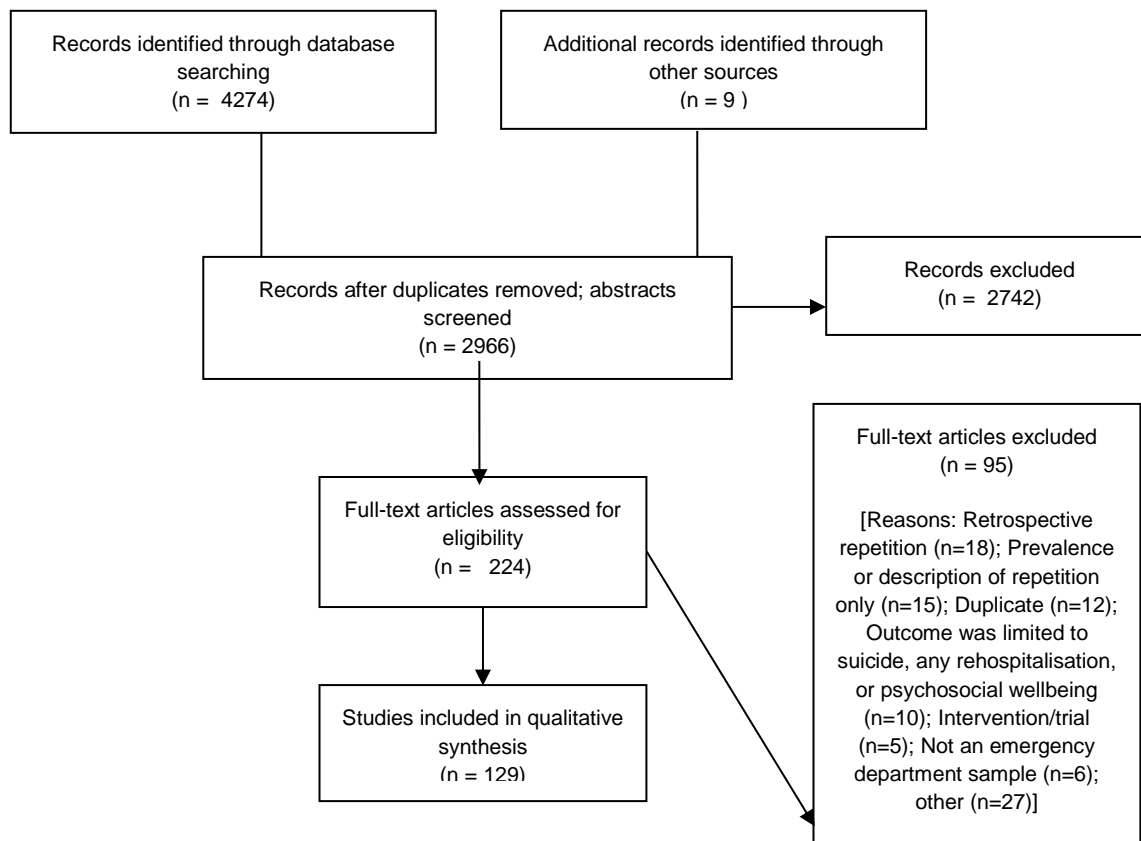 Records identified through database
searching
(n = 4274)
Additional records identified through
other sources
(n = 9 )
Records after duplicates removed; abstracts
screened
(n = 2966)
Records excluded
(n = 2742)
Full-text articles assessed for
eligibility
(n = 224)
Full-text articles excluded
(n = 95)
[Reasons: Retrospective
repetition (n=18); Prevalence
or description of repetition
only (n=15); Duplicate (n=12);
Outcome was limited to
suicide, any rehospitalisation,
or psychosocial wellbeing
(n=10); Intervention/trial
(n=5); Not an emergency
department sample (n=6);
other (n=27)]
Studies included in qualitative
synthesis
(n = 129)